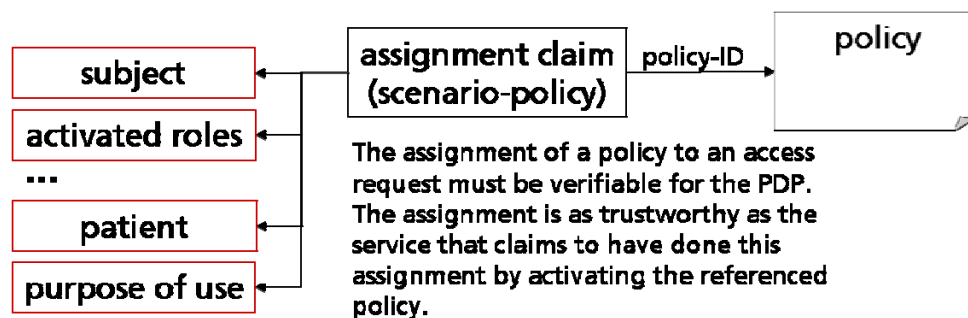 subject
activated roles
...
patient
purpose of use
assignment claim
(scenario-policy)
policy-ID
policy
The assignment of a policy to an access
request must be verifiable for the PDP.
The assignment is as trustworthy as the
service that claims to have done this
assignment by activating the referenced
policy.